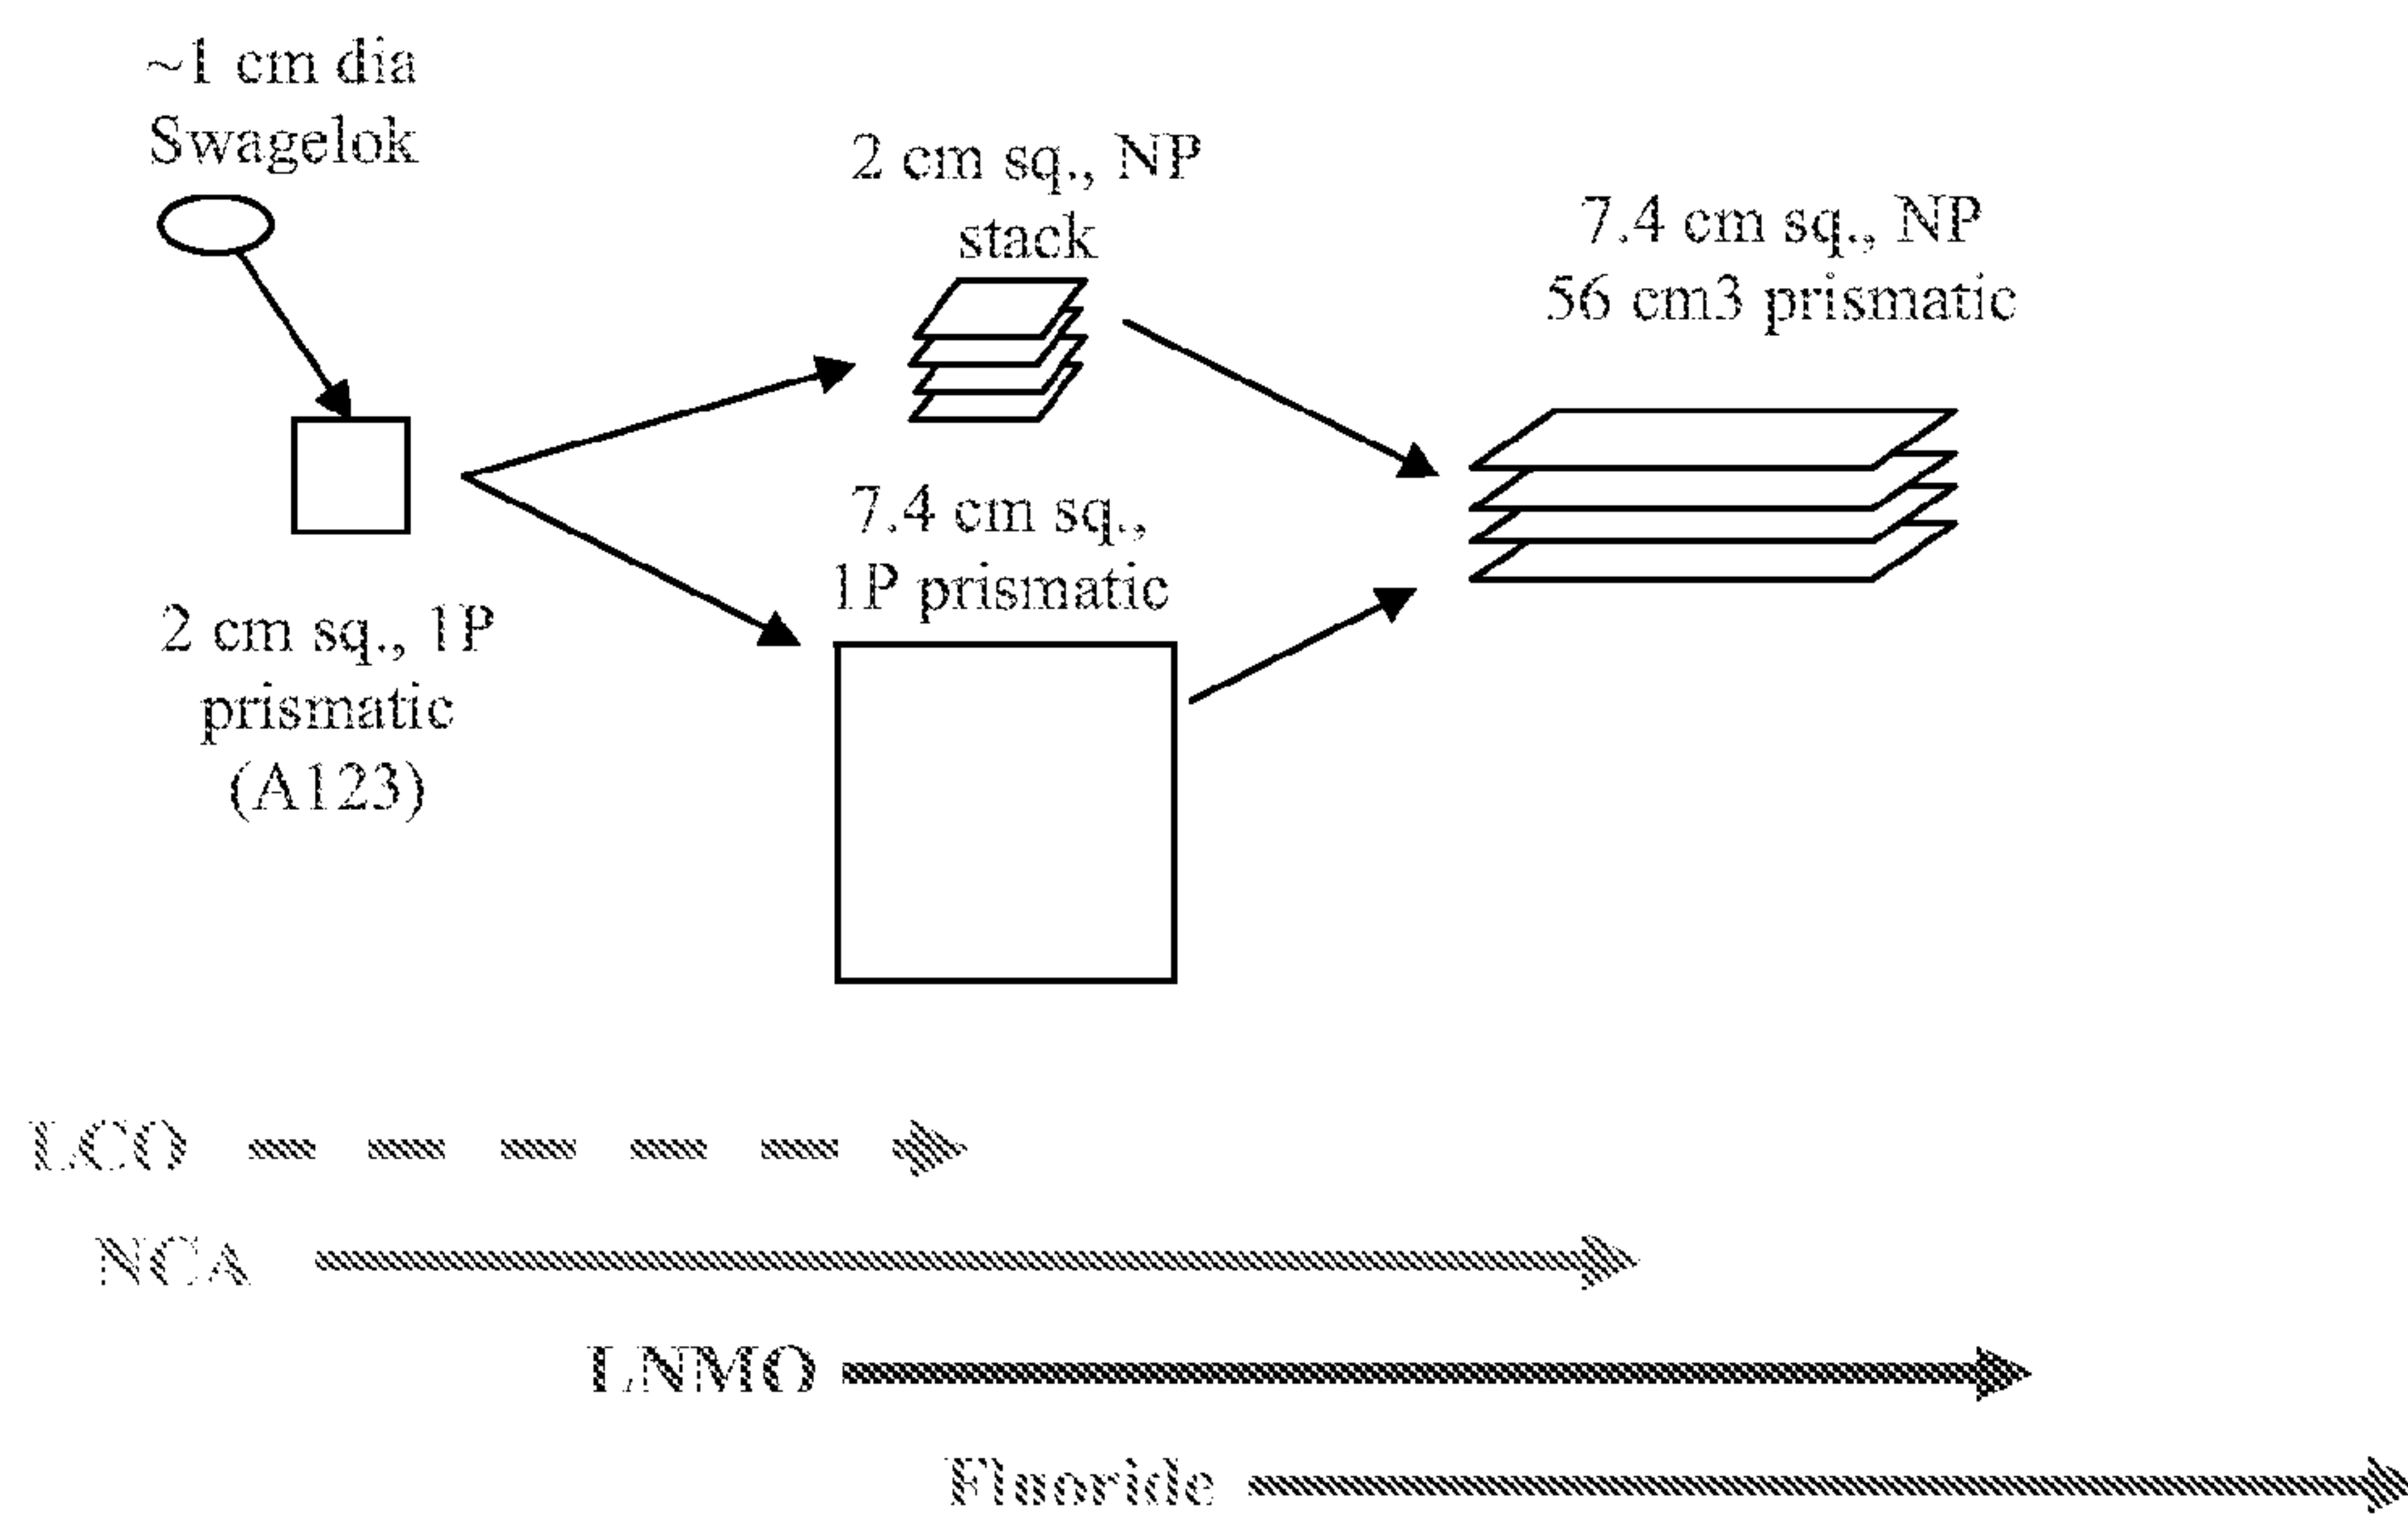 ~1 cm dia
Swagelok
2 cm sq., 1P
prismatic
(A123)
2 cm sq., NP
stack
7.4 cm sq.,
1P prismatic
7.4 cm sq., NP
56 cm3 prismatic
LCO
NCA
LNMO
Fluoride